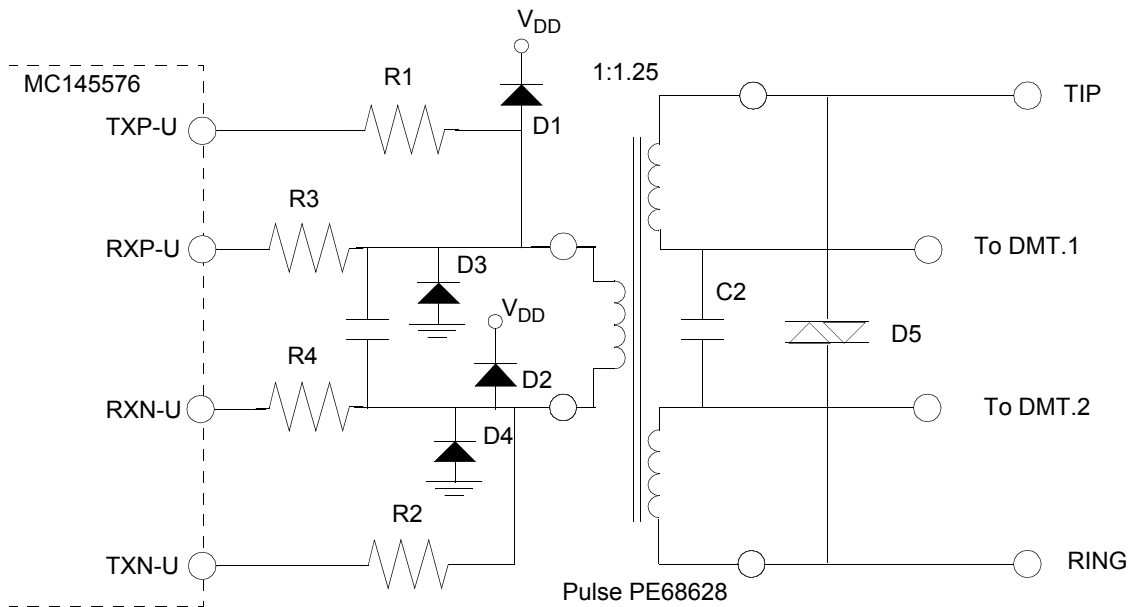 V_DD
MC145576
R1
1:1.25
TXP-U
D1
TIP
R3
RXP-U
D3
To DMT.1
V_DD
C2
R4
D5
D2
RXN-U
D4
To DMT.2
R2
TXN-U
RING
Pulse PE68628